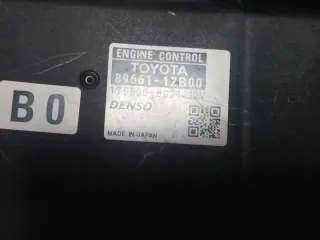 ENGINE CONTROL
TOYOTA
89661-12B00
DENSO
MADE IN JAPAN
B0